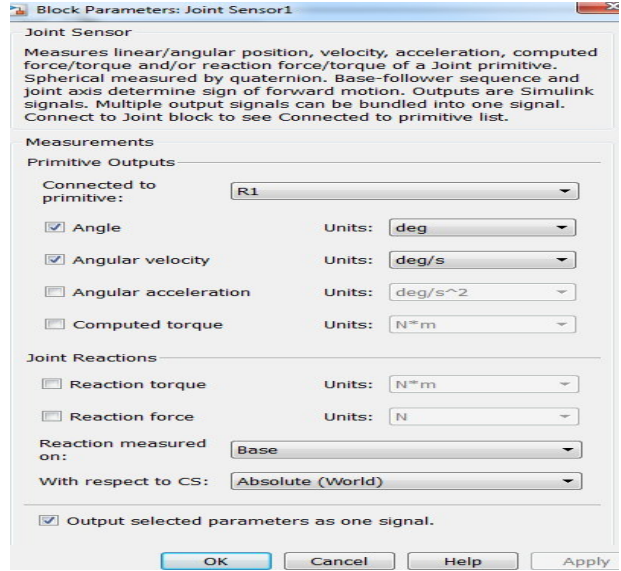 Block Parameters: Joint Sensor1
Joint Sensor
Measures linear/angular position, velocity, acceleration, computed
force/torque and/or reaction force/torque of a Joint primitive.
Spherical measured by quaternion. Base-follower sequence and
joint axis determine sign of forward motion. Outputs are Simulink
signals. Multiple output signals can be bundled into one signal.
Connect to Joint block to see Connected to primitive list.
Measurements
Primitive Outputs
Connected to
primitive:
R1
Angle Units: deg
Angular velocity Units: deg/s
Angular acceleration Units: deg/s^2
Computed torque Units: N*m
Joint Reactions
Reaction torque Units: N*m
Reaction force Units: N
Reaction measured
on:
Base
With respect to CS: Absolute (World)
Output selected parameters as one signal.
OK Cancel Help Apply